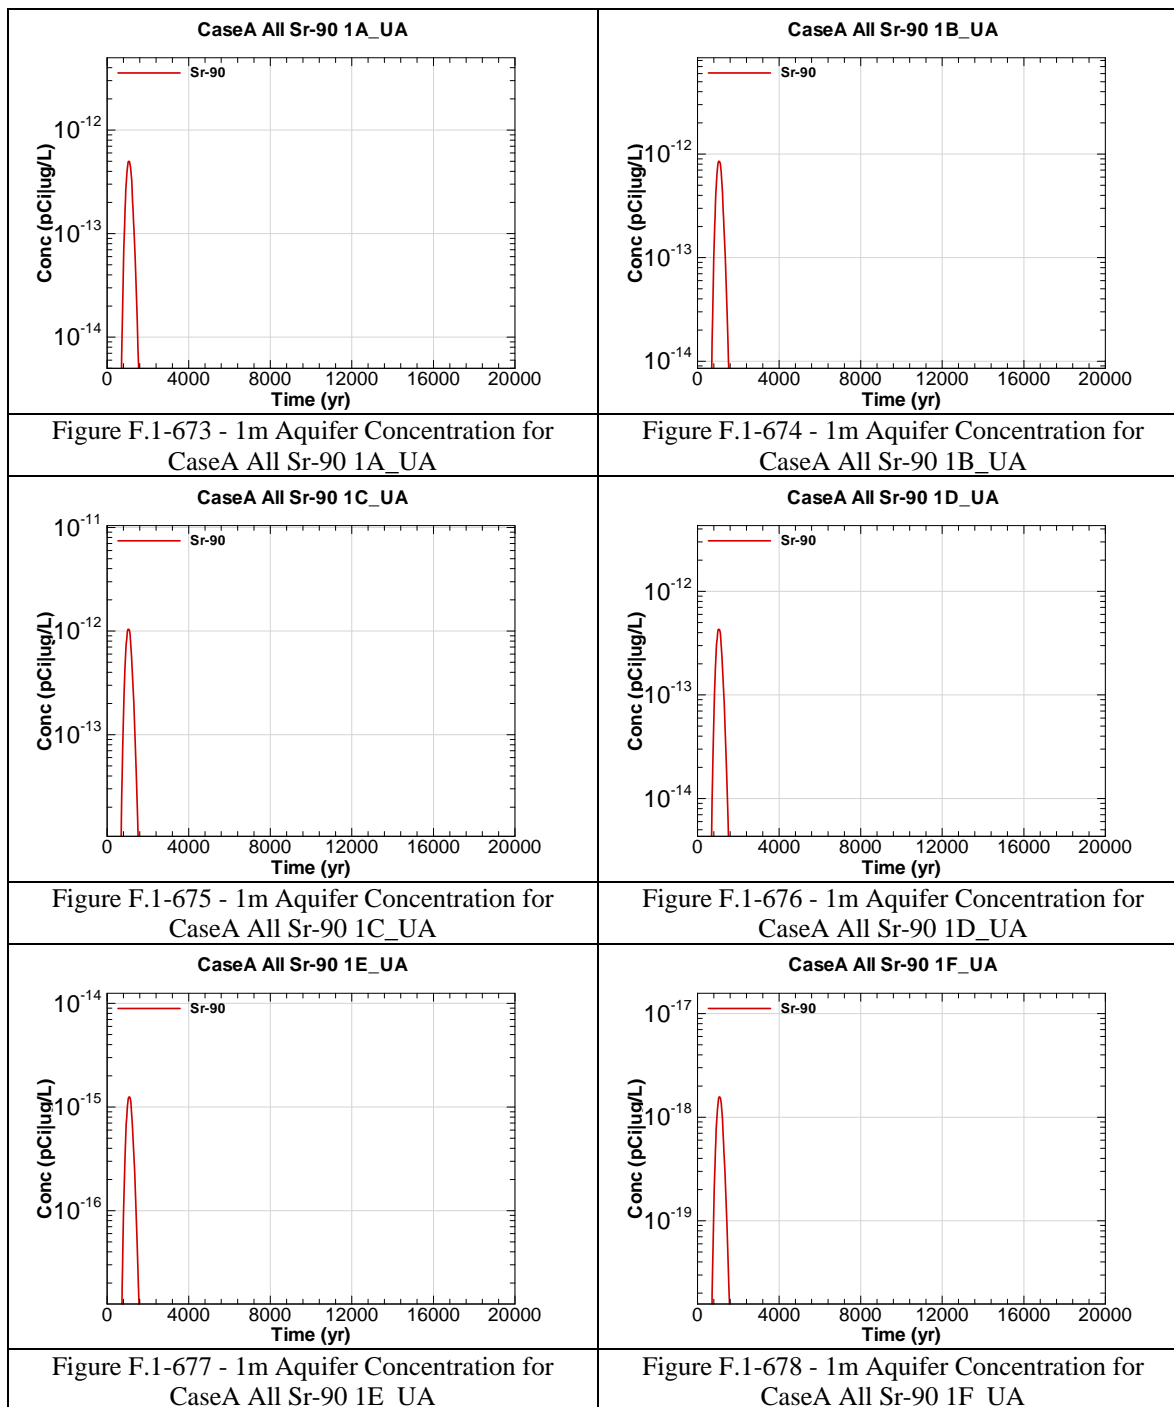 CaseA All Sr-90 1A_UA
Sr-90
10-12
10-13
10-14
Conc (pCi|ug/L)
0 4000 8000 12000 16000 20000
Time (yr)
Figure F.1-673 - 1m Aquifer Concentration for
CaseA All Sr-90 1A_UA
CaseA All Sr-90 1B_UA
Sr-90
10-12
10-13
10-14
Conc (pCi|ug/L)
0 4000 8000 12000 16000 20000
Time (yr)
Figure F.1-674 - 1m Aquifer Concentration for
CaseA All Sr-90 1B_UA
CaseA All Sr-90 1C_UA
Sr-90
10-11
10-12
10-13
Conc (pCi|ug/L)
0 4000 8000 12000 16000 20000
Time (yr)
Figure F.1-675 - 1m Aquifer Concentration for
CaseA All Sr-90 1C_UA
CaseA All Sr-90 1D_UA
Sr-90
10-12
10-13
10-14
Conc (pCi|ug/L)
0 4000 8000 12000 16000 20000
Time (yr)
Figure F.1-676 - 1m Aquifer Concentration for
CaseA All Sr-90 1D_UA
CaseA All Sr-90 1E_UA
Sr-90
10-14
10-15
10-16
Conc (pCi|ug/L)
0 4000 8000 12000 16000 20000
Time (yr)
Figure F.1-677 - 1m Aquifer Concentration for
CaseA All Sr-90 1E_UA
CaseA All Sr-90 1F_UA
Sr-90
10-17
10-18
10-19
Conc (pCi|ug/L)
0 4000 8000 12000 16000 20000
Time (yr)
Figure F.1-678 - 1m Aquifer Concentration for
CaseA All Sr-90 1F_UA